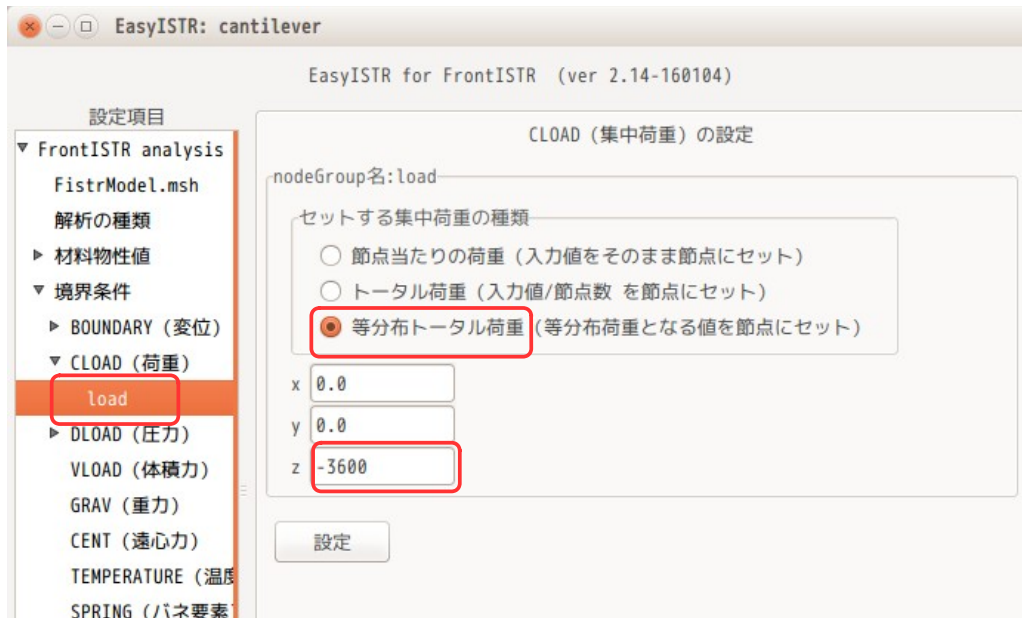 EasyISTR: cantilever
EasyISTR for FrontISTR (ver 2.14-160104)
設定項目
FrontISTR analysis
FistrModel.msh
解析の種類
材料物性値
境界条件
BOUNDARY (変位)
CLOAD (荷重)
load
DLOAD (圧力)
VLOAD (体積力)
GRAV (重力)
CENT (遠心力)
TEMPERATURE (温度
SPRING (バネ要素)
CLOAD (集中荷重) の設定
nodeGroup名:load
セットする集中荷重の種類
節点当たりの荷重 (入力値をそのまま節点にセット)
トータル荷重 (入力値/節点数 を節点にセット)
等分布トータル荷重 (等分布荷重となる値を節点にセット)
x 0.0
y 0.0
z -3600
設定